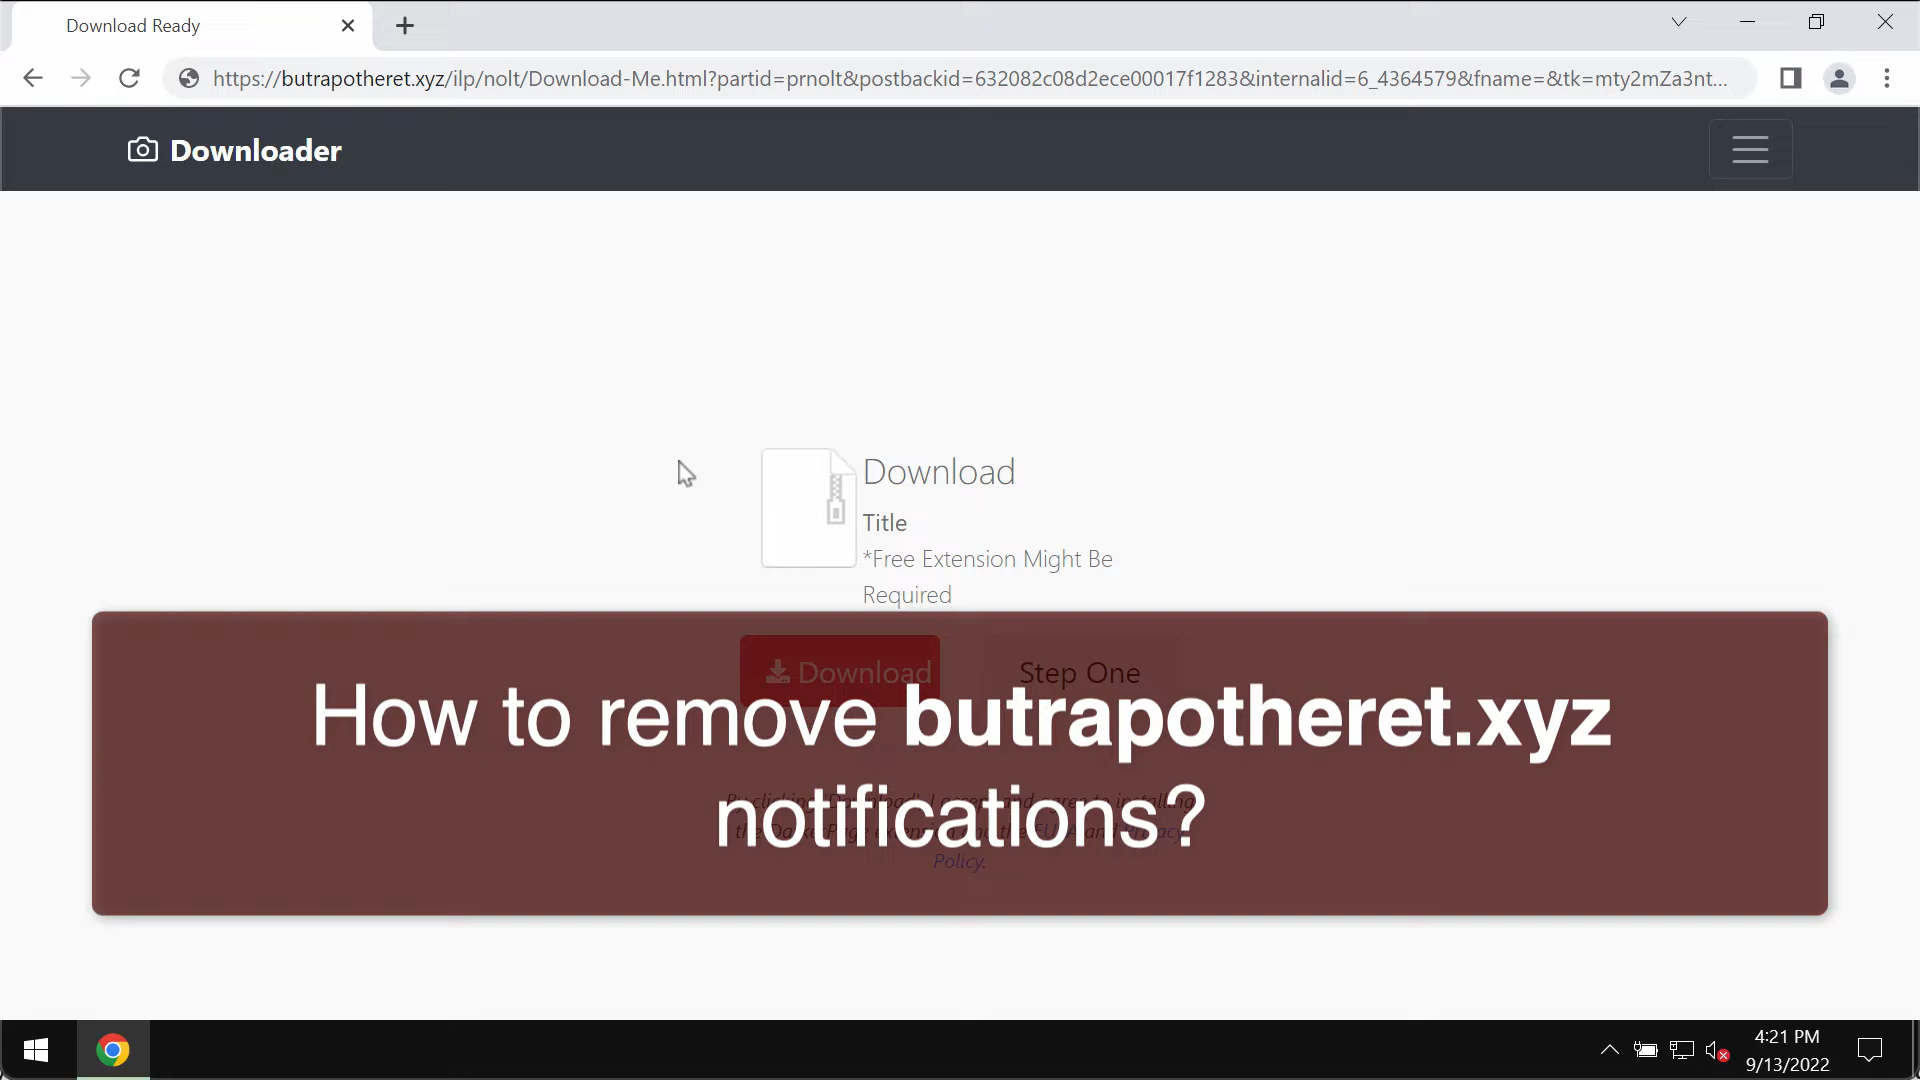 Download Ready
https://butrapotheret.xyz/ilp/nolt/Download-Me.html?partid=prnolt&postbackid=632082c08d2ece00017f1283&internalid=6_4364579&fname=&tk=mty2mZa3nt...
Downloader
Download
Title
*Free Extension Might Be
Required
Download Step One
How to remove butrapotheret.xyz
notifications?
By clicking
Policy.
4:21 PM
9/13/2022